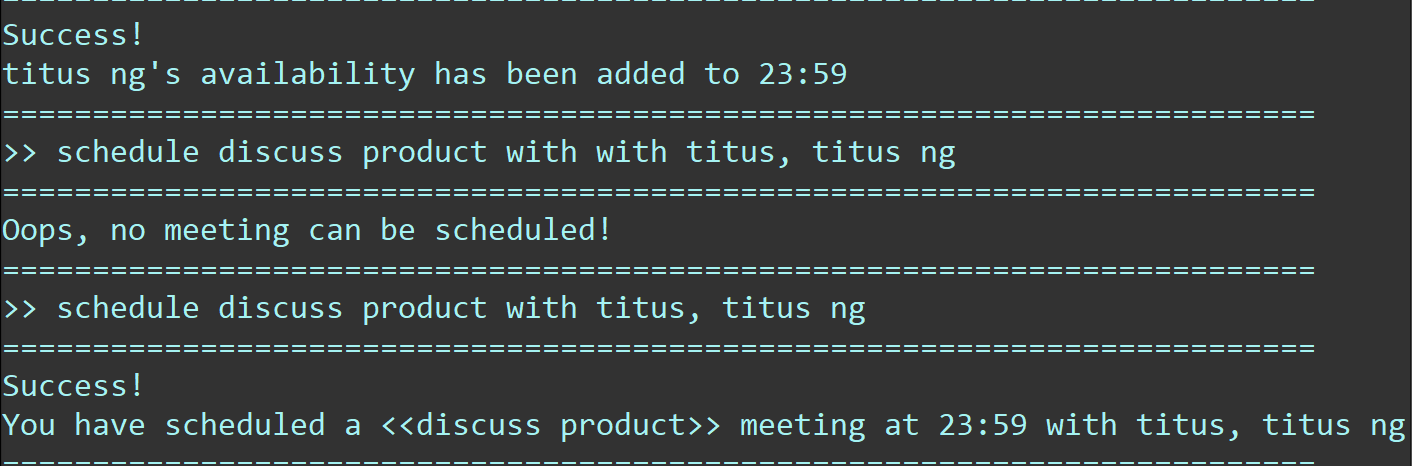 =========================================================================
Success!
titus ng's availability has been added to 23:59
=========================================================================
>> schedule discuss product with with titus, titus ng
=========================================================================
Oops, no meeting can be scheduled!
=========================================================================
>> schedule discuss product with titus, titus ng
=========================================================================
Success!
You have scheduled a <<discuss product>> meeting at 23:59 with titus, titus ng
=========================================================================